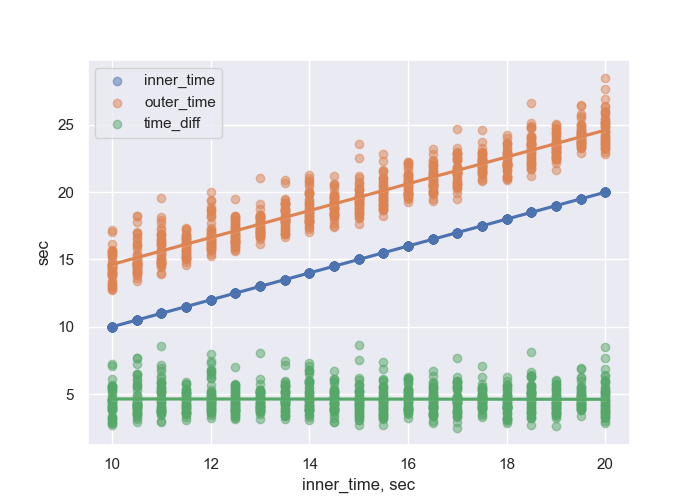 inner_time
outer_time
time_diff
25
20
15
10
5
sec
10 12 14 16 18 20
inner_time, sec